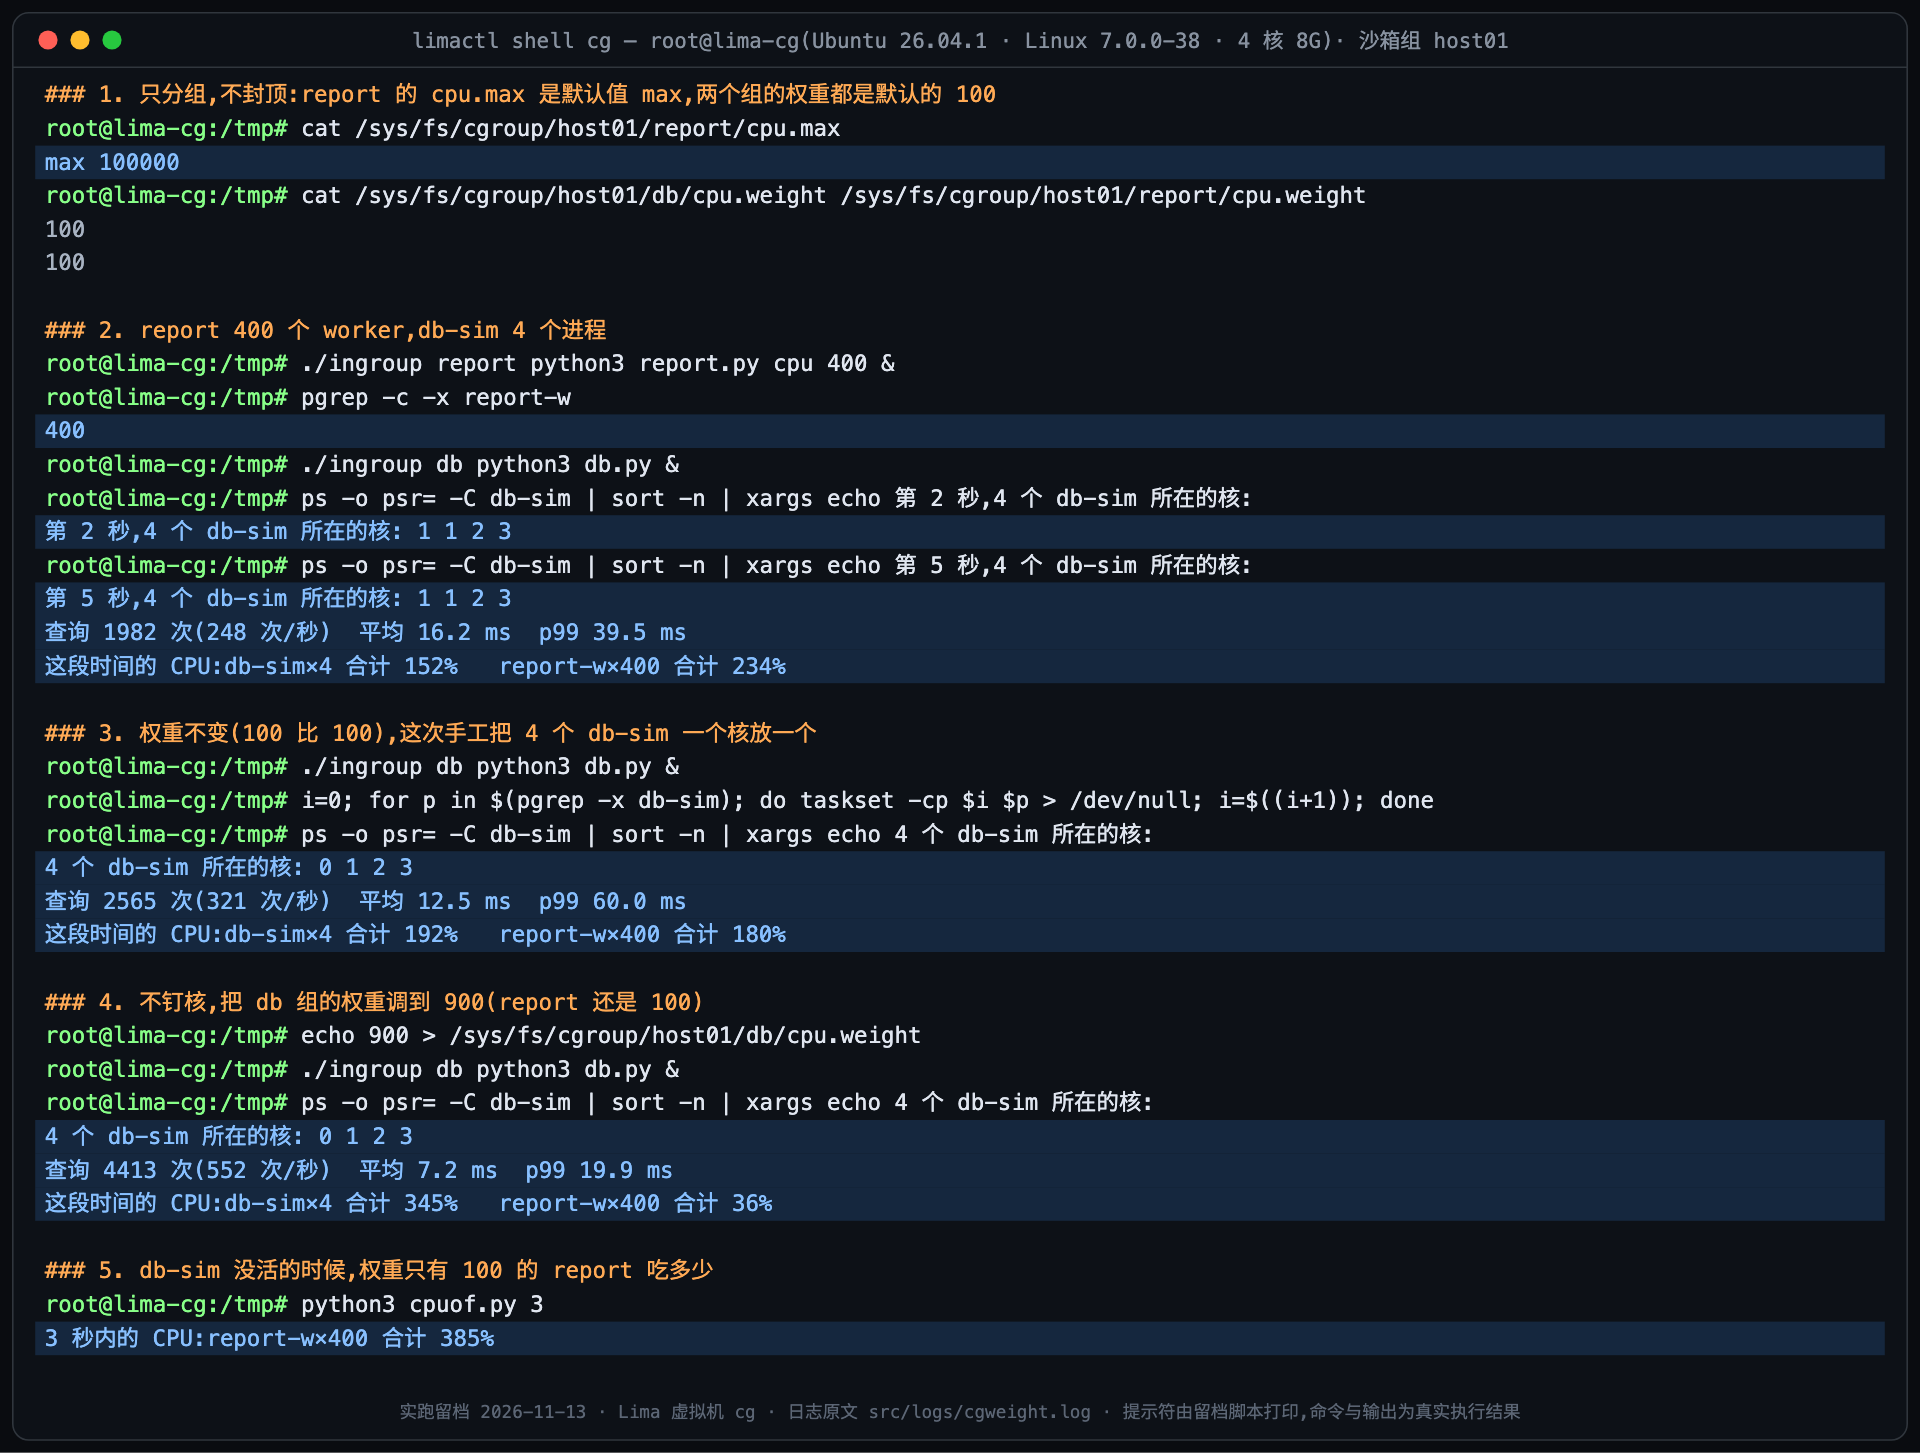 limactl shell cg — root@lima-cg(Ubuntu 26.04.1 · Linux 7.0.0-38 · 4 核 8G)· 沙箱组 host01
### 1. 只分组,不封顶:report 的 cpu.max 是默认值 max,两个组的权重都是默认的 100
root@lima-cg:/tmp# cat /sys/fs/cgroup/host01/report/cpu.max
max 100000
root@lima-cg:/tmp# cat /sys/fs/cgroup/host01/db/cpu.weight /sys/fs/cgroup/host01/report/cpu.weight
100
100
### 2. report 400 个 worker,db-sim 4 个进程
root@lima-cg:/tmp# ./ingroup report python3 report.py cpu 400 &
root@lima-cg:/tmp# pgrep -c -x report-w
400
root@lima-cg:/tmp# ./ingroup db python3 db.py &
root@lima-cg:/tmp# ps -o psr= -C db-sim | sort -n | xargs echo 第 2 秒,4 个 db-sim 所在的核:
第 2 秒,4 个 db-sim 所在的核: 1 1 2 3
root@lima-cg:/tmp# ps -o psr= -C db-sim | sort -n | xargs echo 第 5 秒,4 个 db-sim 所在的核:
第 5 秒,4 个 db-sim 所在的核: 1 1 2 3
查询 1982 次(248 次/秒)  平均 16.2 ms  p99 39.5 ms
这段时间的 CPU:db-sim×4 合计 152%   report-w×400 合计 234%
### 3. 权重不变(100 比 100),这次手工把 4 个 db-sim 一个核放一个
root@lima-cg:/tmp# ./ingroup db python3 db.py &
root@lima-cg:/tmp# i=0; for p in $(pgrep -x db-sim); do taskset -cp $i $p > /dev/null; i=$((i+1)); done
root@lima-cg:/tmp# ps -o psr= -C db-sim | sort -n | xargs echo 4 个 db-sim 所在的核:
4 个 db-sim 所在的核: 0 1 2 3
查询 2565 次(321 次/秒)  平均 12.5 ms  p99 60.0 ms
这段时间的 CPU:db-sim×4 合计 192%   report-w×400 合计 180%
### 4. 不钉核,把 db 组的权重调到 900(report 还是 100)
root@lima-cg:/tmp# echo 900 > /sys/fs/cgroup/host01/db/cpu.weight
root@lima-cg:/tmp# ./ingroup db python3 db.py &
root@lima-cg:/tmp# ps -o psr= -C db-sim | sort -n | xargs echo 4 个 db-sim 所在的核:
4 个 db-sim 所在的核: 0 1 2 3
查询 4413 次(552 次/秒)  平均 7.2 ms  p99 19.9 ms
这段时间的 CPU:db-sim×4 合计 345%   report-w×400 合计 36%
### 5. db-sim 没活的时候,权重只有 100 的 report 吃多少
root@lima-cg:/tmp# python3 cpuof.py 3
3 秒内的 CPU:report-w×400 合计 385%
实跑留档 2026-11-13 · Lima 虚拟机 cg · 日志原文 src/logs/cgweight.log · 提示符由留档脚本打印,命令与输出为真实执行结果